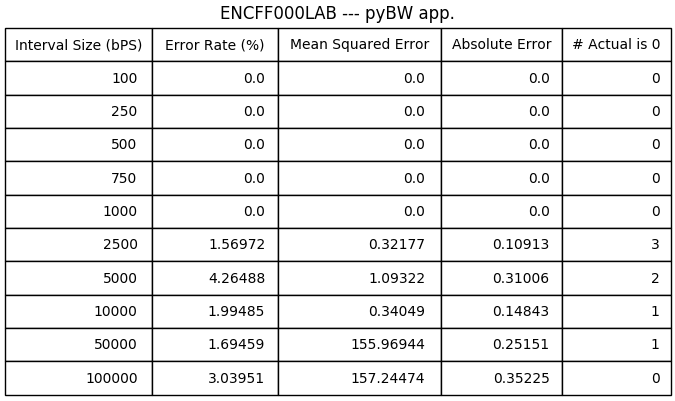 ENCFF000LAB --- pyBW app.
Interval Size (bPS) Error Rate (%) Mean Squared Error Absolute Error # Actual is 0
100 0.0 0.0 0.0 0
250 0.0 0.0 0.0 0
500 0.0 0.0 0.0 0
750 0.0 0.0 0.0 0
1000 0.0 0.0 0.0 0
2500 1.56972 0.32177 0.10913 3
5000 4.26488 1.09322 0.31006 2
10000 1.99485 0.34049 0.14843 1
50000 1.69459 155.96944 0.25151 1
100000 3.03951 157.24474 0.35225 0